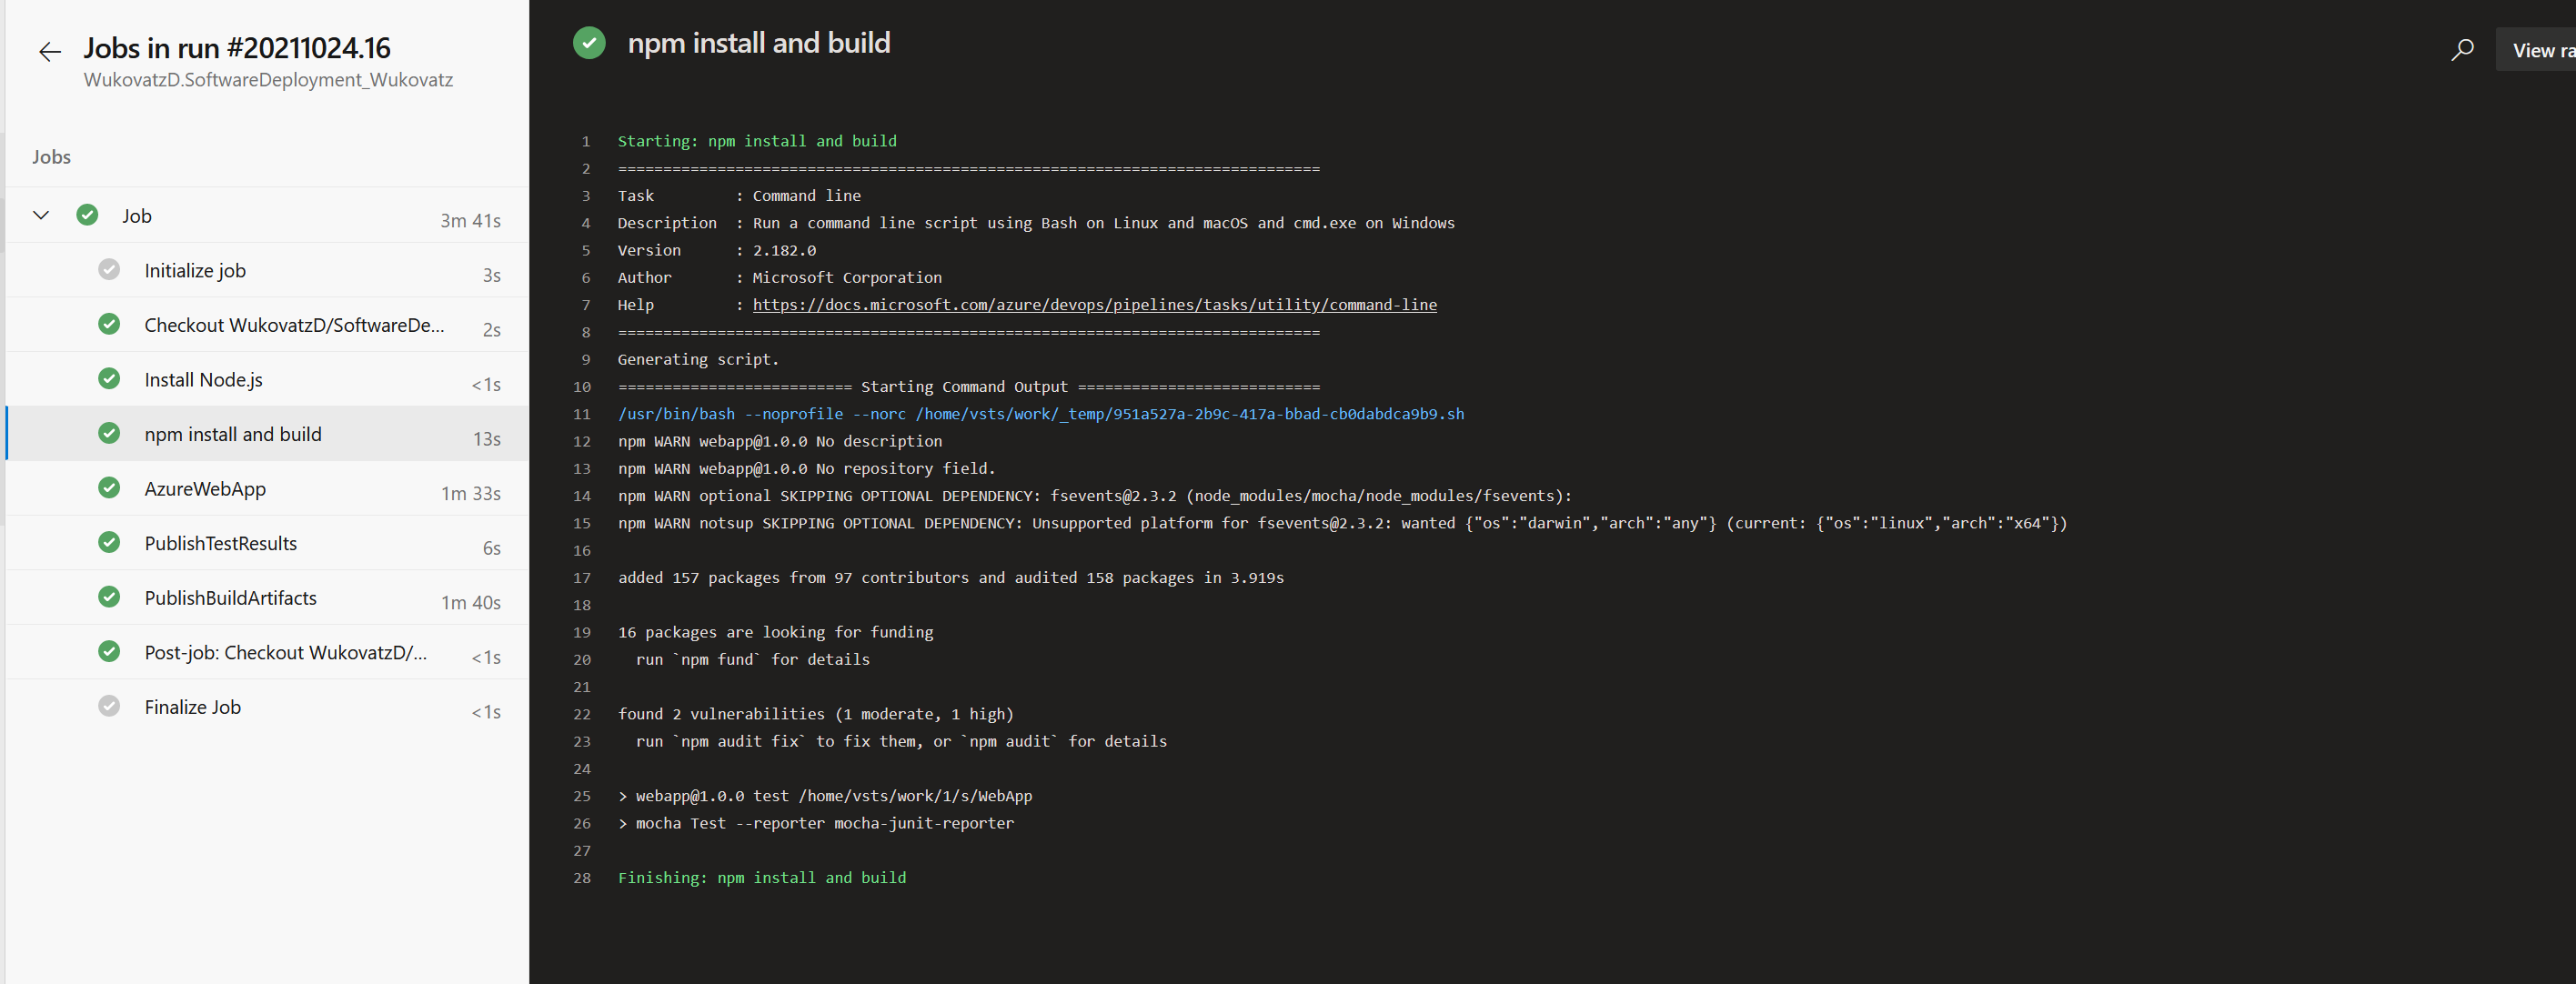 Jobs in run #20211024.16
WukovatzD.SoftwareDeployment_Wukovatz
Jobs
Job 3m 41s
Initialize job 3s
Checkout WukovatzD/SoftwareDe... 2s
Install Node.js <1s
npm install and build 13s
AzureWebApp 1m 33s
PublishTestResults 6s
PublishBuildArtifacts 1m 40s
Post-job: Checkout WukovatzD/... <1s
Finalize Job <1s
npm install and build
View ra
1 Starting: npm install and build
2 ==============================================================================
3 Task         : Command line
4 Description  : Run a command line script using Bash on Linux and macOS and cmd.exe on Windows
5 Version      : 2.182.0
6 Author       : Microsoft Corporation
7 Help         : https://docs.microsoft.com/azure/devops/pipelines/tasks/utility/command-line
8 ==============================================================================
9 Generating script.
10 ========================== Starting Command Output ===========================
11 /usr/bin/bash --noprofile --norc /home/vsts/work/_temp/951a527a-2b9c-417a-bbad-cb0dabdca9b9.sh
12 npm WARN webapp@1.0.0 No description
13 npm WARN webapp@1.0.0 No repository field.
14 npm WARN optional SKIPPING OPTIONAL DEPENDENCY: fsevents@2.3.2 (node_modules/mocha/node_modules/fsevents):
15 npm WARN notsup SKIPPING OPTIONAL DEPENDENCY: Unsupported platform for fsevents@2.3.2: wanted {"os":"darwin","arch":"any"} (current: {"os":"linux","arch":"x64"})
16
17 added 157 packages from 97 contributors and audited 158 packages in 3.919s
18
19 16 packages are looking for funding
20   run `npm fund` for details
21
22 found 2 vulnerabilities (1 moderate, 1 high)
23   run `npm audit fix` to fix them, or `npm audit` for details
24
25 > webapp@1.0.0 test /home/vsts/work/1/s/WebApp
26 > mocha Test --reporter mocha-junit-reporter
27
28 Finishing: npm install and build